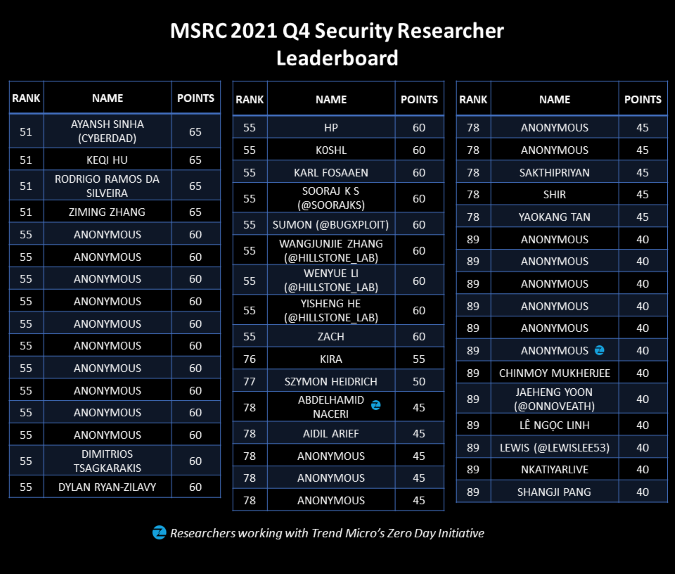 MSRC 2021 Q4 Security Researcher
Leaderboard
RANK NAME POINTS
51 AYANSH SINHA (CYBERDAD) 65
51 KEQI HU 65
51 RODRIGO RAMOS DA SILVEIRA 65
51 ZIMING ZHANG 65
55 ANONYMOUS 60
55 ANONYMOUS 60
55 ANONYMOUS 60
55 ANONYMOUS 60
55 ANONYMOUS 60
55 ANONYMOUS 60
55 ANONYMOUS 60
55 ANONYMOUS 60
55 ANONYMOUS 60
55 ANONYMOUS 60
55 DIMITRIOS TSAGKARAKIS 60
55 DYLAN RYAN-ZILAVY 60
RANK NAME POINTS
55 HP 60
55 K0SHL 60
55 KARL FOSAAEN 60
55 SOORAJ K S (@SOORAJKS) 60
55 SUMON (@BUGXPLOIT) 60
55 WANGJUNJIE ZHANG (@HILLSTONE_LAB) 60
55 WENYUE LI (@HILLSTONE_LAB) 60
55 YISHENG HE (@HILLSTONE_LAB) 60
55 ZACH 60
76 KIRA 55
77 SZYMON HEIDRICH 50
78 ABDELHAMID NACERI 45
78 AIDIL ARIEF 45
78 ANONYMOUS 45
78 ANONYMOUS 45
78 ANONYMOUS 45
RANK NAME POINTS
78 ANONYMOUS 45
78 ANONYMOUS 45
78 SAKTHIPRIYAN 45
78 SHIR 45
78 YAOKANG TAN 45
89 ANONYMOUS 40
89 ANONYMOUS 40
89 ANONYMOUS 40
89 ANONYMOUS 40
89 ANONYMOUS 40
89 ANONYMOUS 40
89 CHINMOY MUKHERJEE 40
89 JAEHENG YOON (@ONNOVEATH) 40
89 LÊ NGỌC LINH 40
89 LEWIS (@LEWISLEE53) 40
89 NKATIYARLIVE 40
89 SHANGJI PANG 40
Researchers working with Trend Micro's Zero Day Initiative